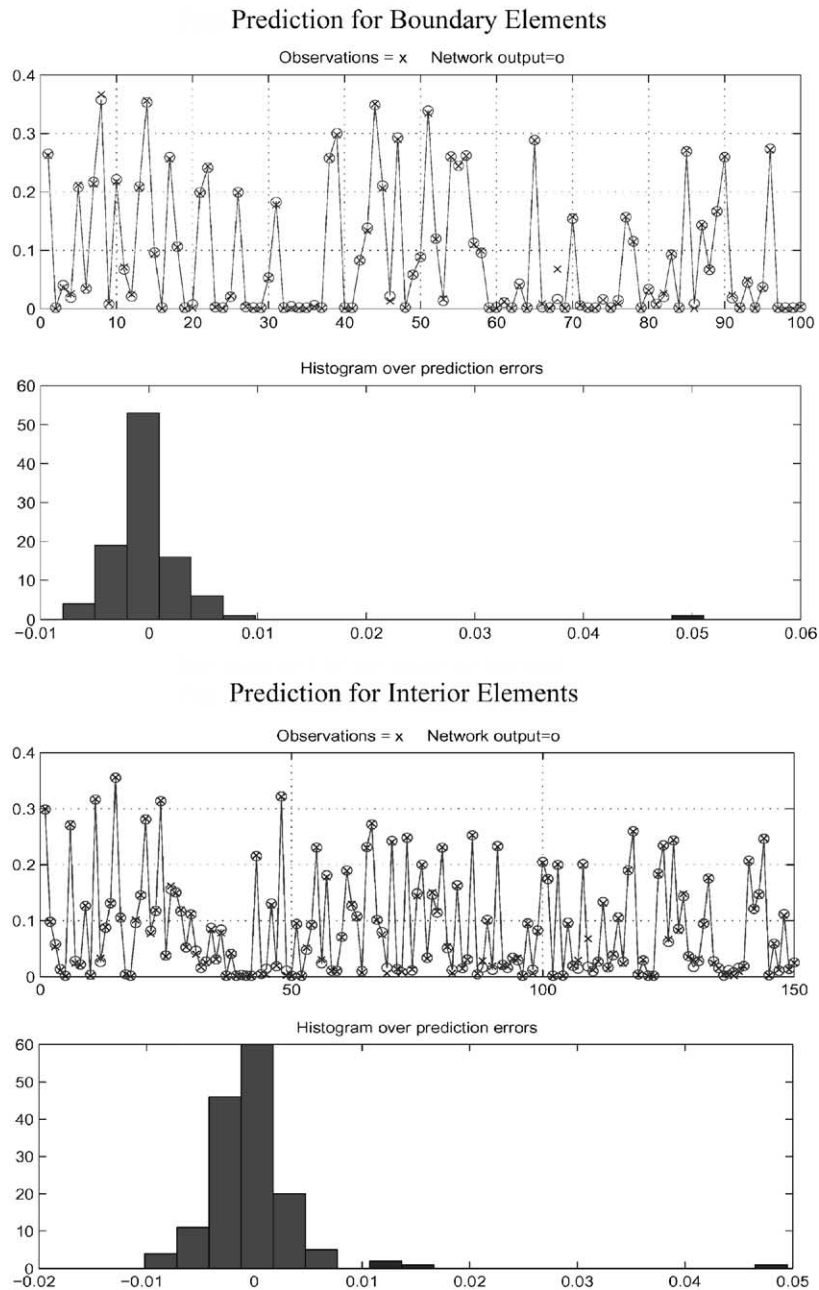 Prediction for Boundary Elements
Observations = x Network output=o
0.4
0.3
0.2
0.1
0
0 10 20 30 40 50 60 70 80 90 100
Histogram over prediction errors
60
50
40
30
20
10
0
−0.01 0 0.01 0.02 0.03 0.04 0.05 0.06
Prediction for Interior Elements
Observations = x Network output=o
0.4
0.3
0.2
0.1
0
0 50 100 150
Histogram over prediction errors
60
50
40
30
20
10
0
−0.02 −0.01 0 0.01 0.02 0.03 0.04 0.05